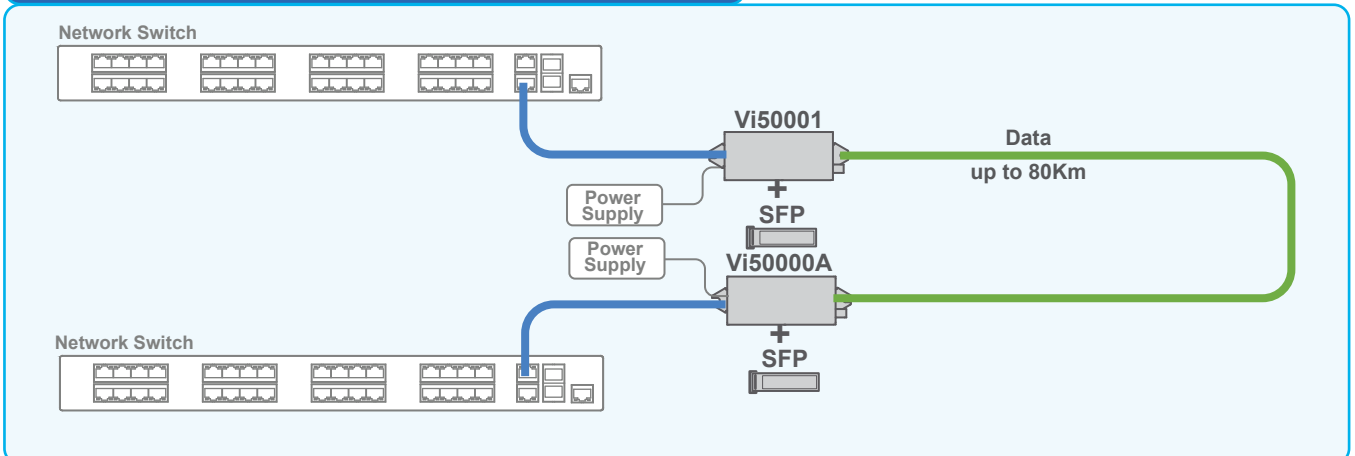 Network Switch
Vi50001
Data
up to 80Km
Power
Supply
+
SFP
Power
Supply
Vi50000A
+
SFP
Network Switch